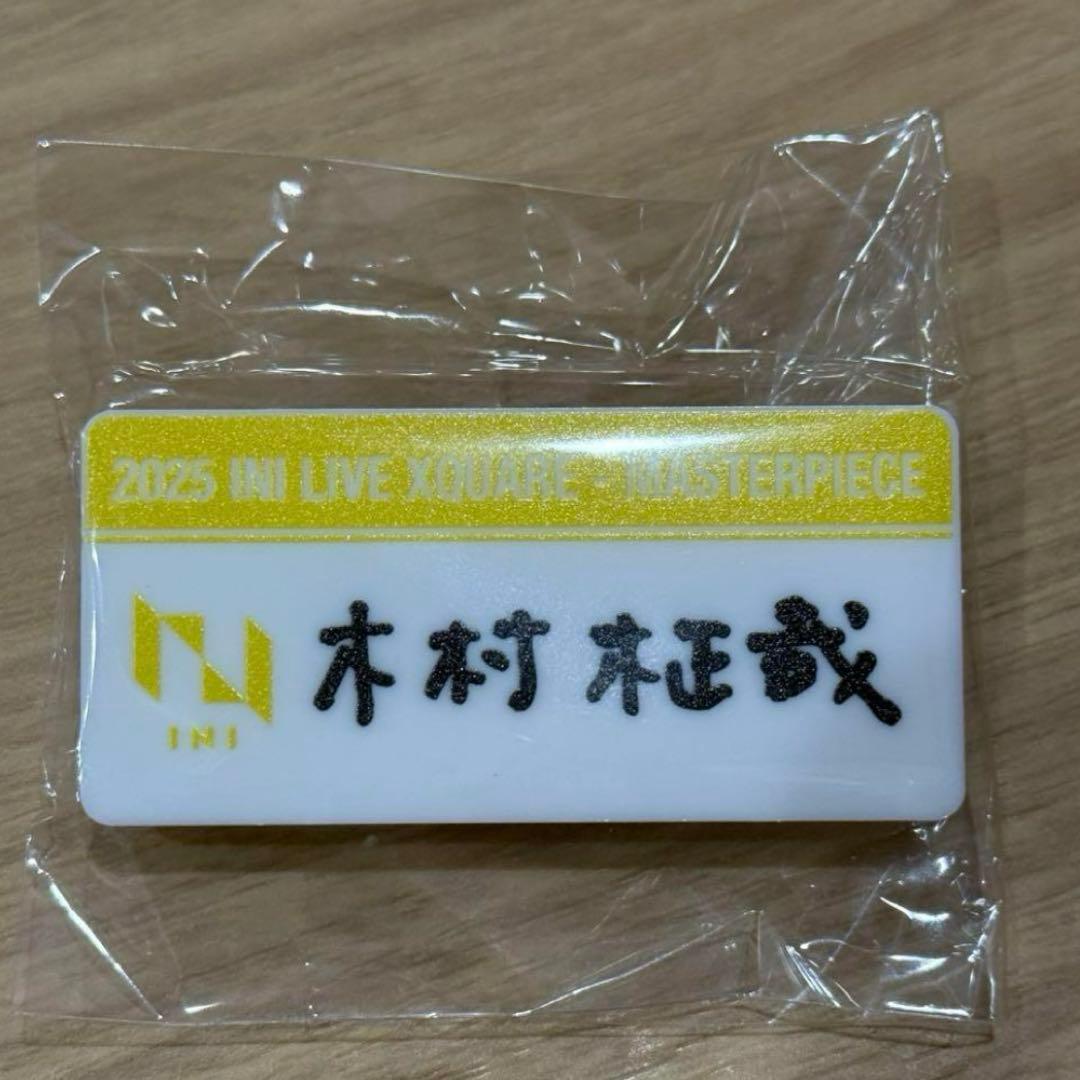 2025 INI LIVE XQUARE - MASTERPIECE
木村 柾哉
INI